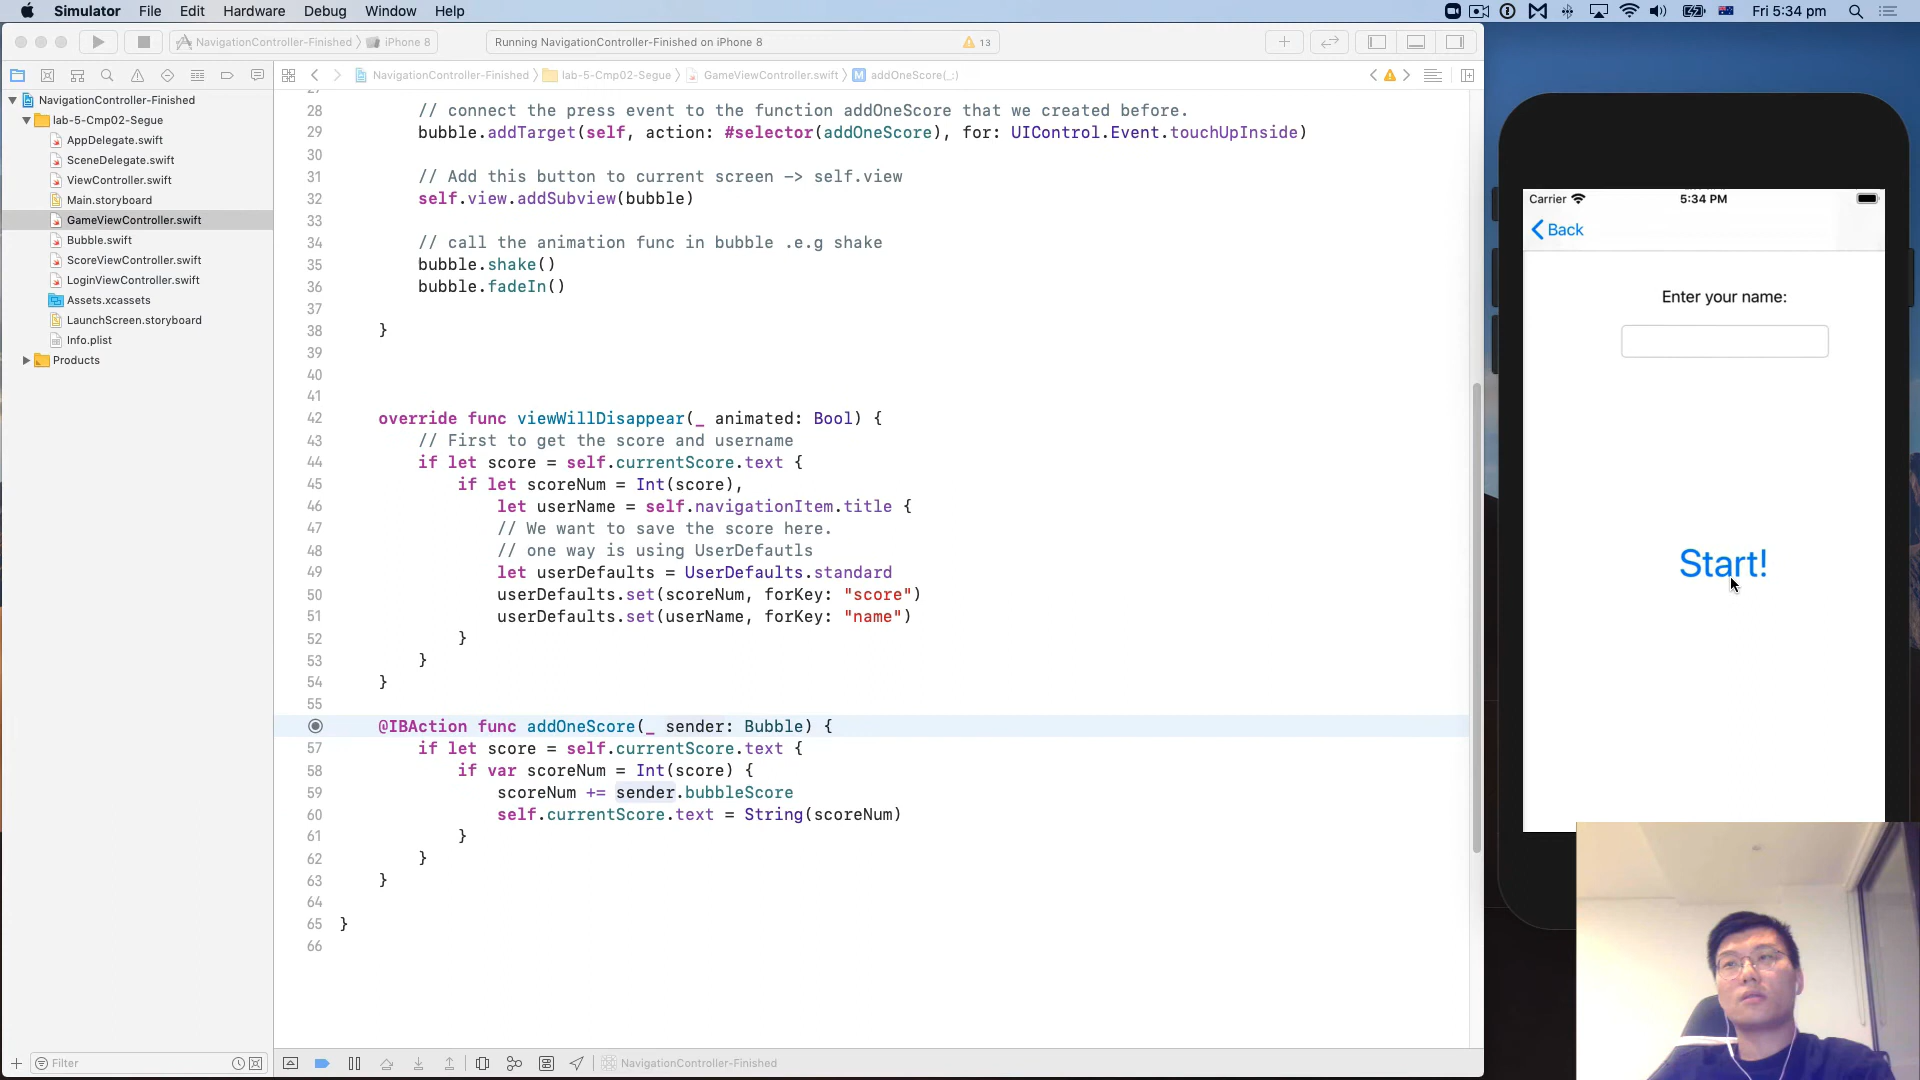 Simulator File Edit Hardware Debug Window Help Fri 5:34 pm
NavigationController-Finished iPhone 8 Running NavigationController-Finished on iPhone 8 13
NavigationController-Finished lab-5-Cmp02-Segue GameViewController.swift M addOneScore(_:)
NavigationController-Finished
lab-5-Cmp02-Segue
AppDelegate.swift
SceneDelegate.swift
ViewController.swift
Main.storyboard
GameViewController.swift
Bubble.swift
ScoreViewController.swift
LoginViewController.swift
Assets.xcassets
LaunchScreen.storyboard
Info.plist
Products
Filter
28 // connect the press event to the function addOneScore that we created before.
29 bubble.addTarget(self, action: #selector(addOneScore), for: UIControl.Event.touchUpInside)
30
31 // Add this button to current screen -> self.view
32 self.view.addSubview(bubble)
33
34 // call the animation func in bubble .e.g shake
35 bubble.shake()
36 bubble.fadeIn()
37
38 }
39
40
41
42 override func viewWillDisappear(_ animated: Bool) {
43 // First to get the score and username
44 if let score = self.currentScore.text {
45 if let scoreNum = Int(score),
46 let userName = self.navigationItem.title {
47 // We want to save the score here.
48 // one way is using UserDefautls
49 let userDefaults = UserDefaults.standard
50 userDefaults.set(scoreNum, forKey: "score")
51 userDefaults.set(userName, forKey: "name")
52 }
53 }
54 }
55
@IBAction func addOneScore(_ sender: Bubble) {
57 if let score = self.currentScore.text {
58 if var scoreNum = Int(score) {
59 scoreNum += sender.bubbleScore
60 self.currentScore.text = String(scoreNum)
61 }
62 }
63 }
64
65 }
66
NavigationController-Finished
Carrier 5:34 PM
Back
Enter your name:
Start!